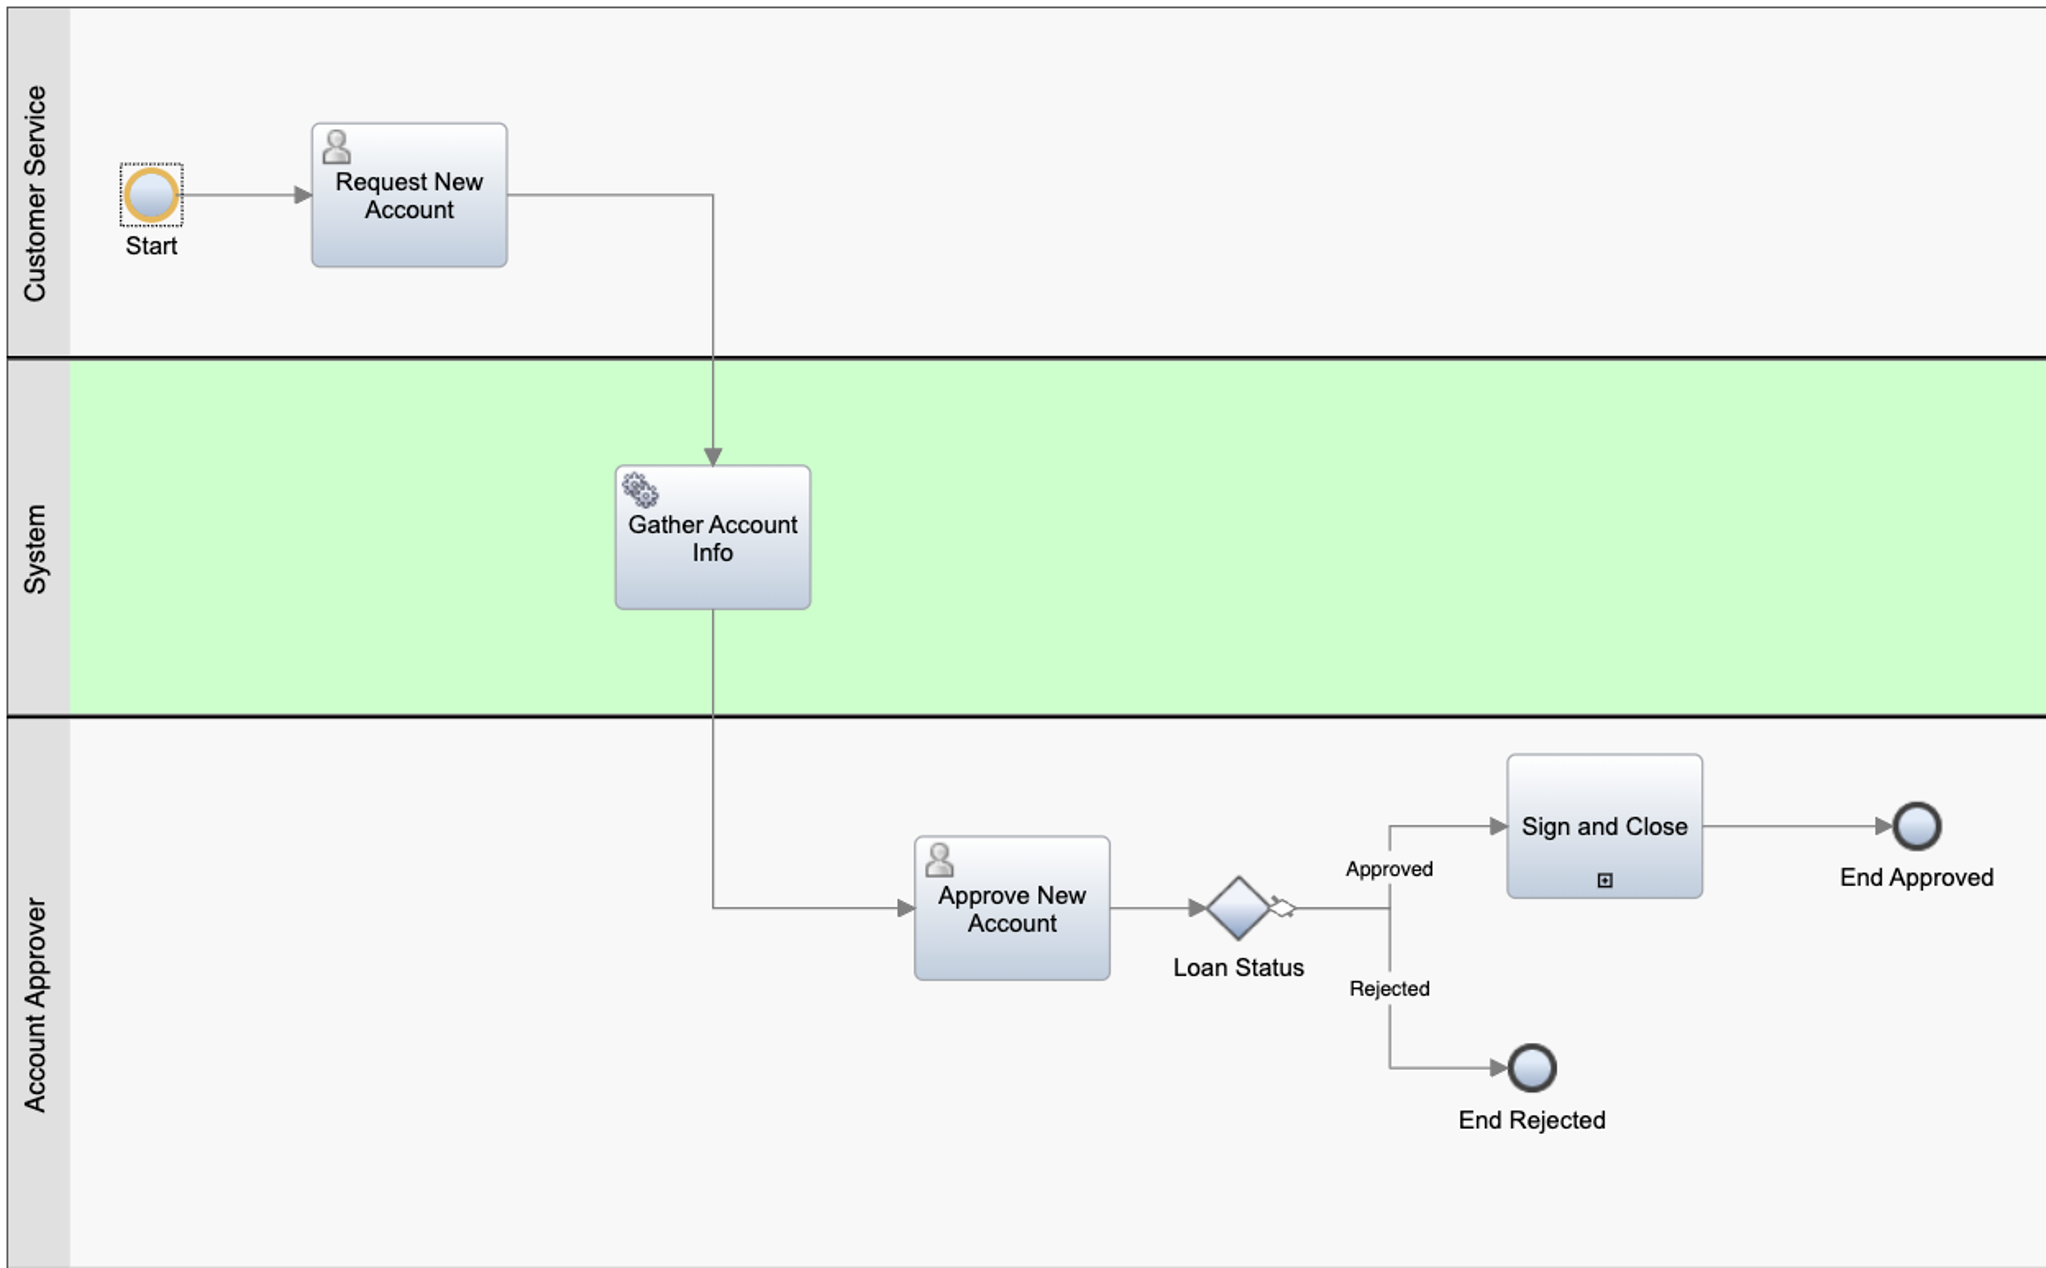 Customer Service
Start
Request New
Account
System
Gather Account
Info
Account Approver
Approve New
Account
Loan Status
Approved
Rejected
Sign and Close
End Approved
End Rejected